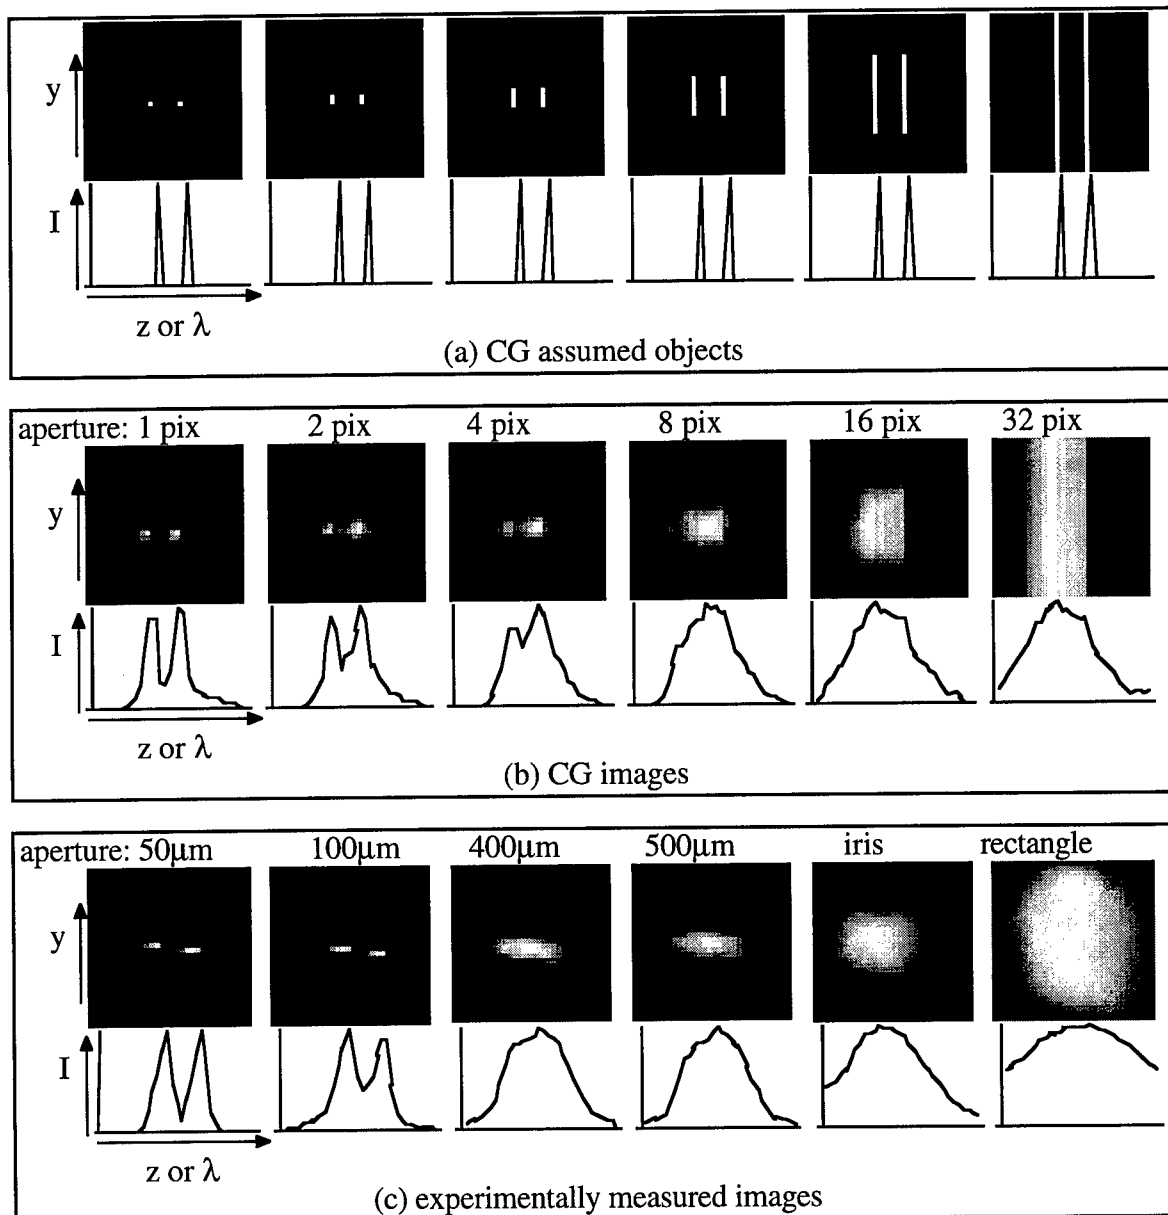 y
I
z or λ
(a) CG assumed objects
aperture: 1 pix 2 pix 4 pix 8 pix 16 pix 32 pix
y
I
z or λ
(b) CG images
aperture: 50μm 100μm 400μm 500μm iris rectangle
y
I
z or λ
(c) experimentally measured images